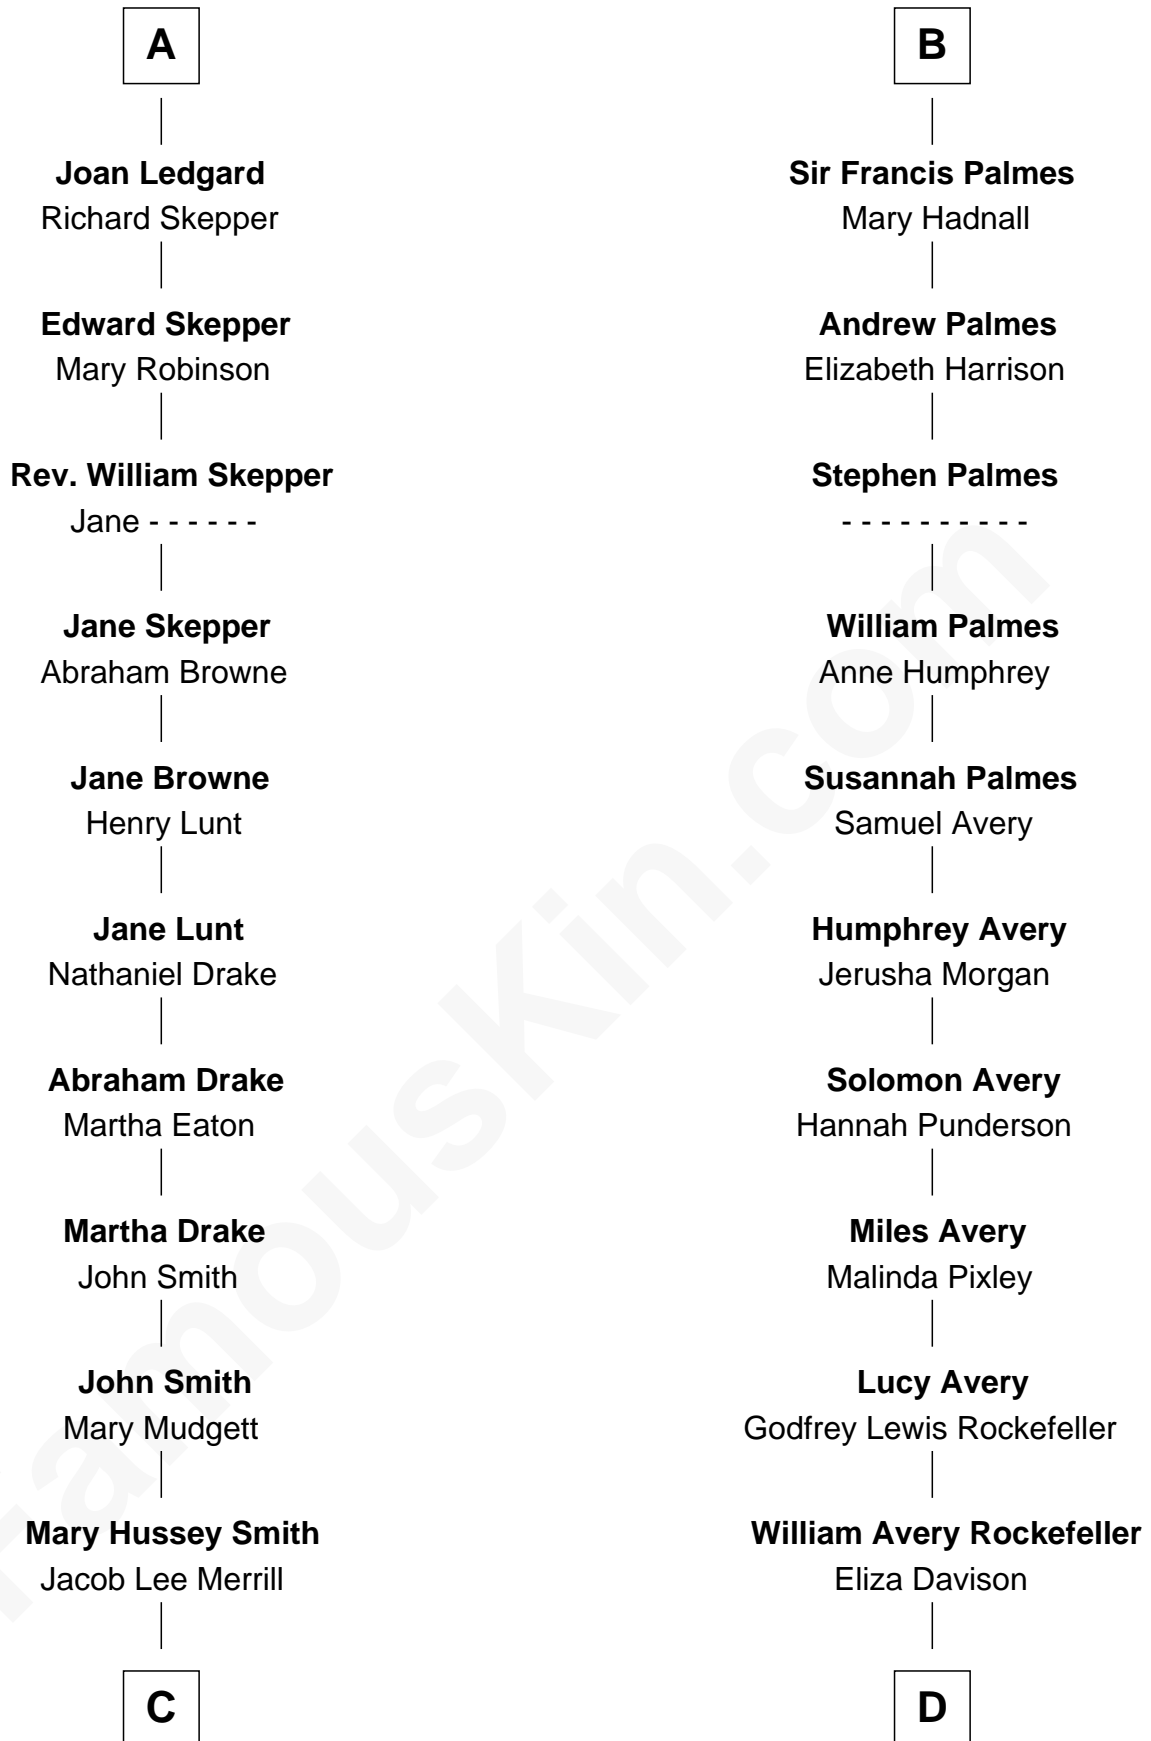 A
Joan Ledgard
Richard Skepper
Edward Skepper
Mary Robinson
Rev. William Skepper
Jane - - - - - -
Jane Skepper
Abraham Browne
Jane Browne
Henry Lunt
Jane Lunt
Nathaniel Drake
Abraham Drake
Martha Eaton
Martha Drake
John Smith
John Smith
Mary Mudgett
Mary Hussey Smith
Jacob Lee Merrill
C
B
Sir Francis Palmes
Mary Hadnall
Andrew Palmes
Elizabeth Harrison
Stephen Palmes
- - - - - - - - - -
William Palmes
Anne Humphrey
Susannah Palmes
Samuel Avery
Humphrey Avery
Jerusha Morgan
Solomon Avery
Hannah Punderson
Miles Avery
Malinda Pixley
Lucy Avery
Godfrey Lewis Rockefeller
William Avery Rockefeller
Eliza Davison
D
FamousKin.com